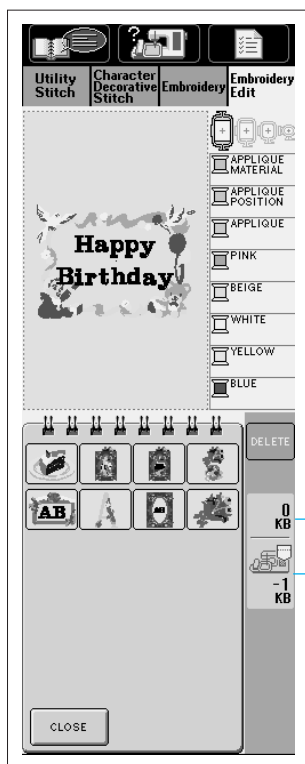 ?
Utility
Stitch
Character
Decorative
Stitch
Embroidery
Embroidery
Edit
APPLIQUE
MATERIAL
APPLIQUE
POSITION
APPLIQUE
PINK
BEIGE
WHITE
YELLOW
BLUE
Happy
Birthday
DELETE
AB
A
0
KB
-1
KB
CLOSE